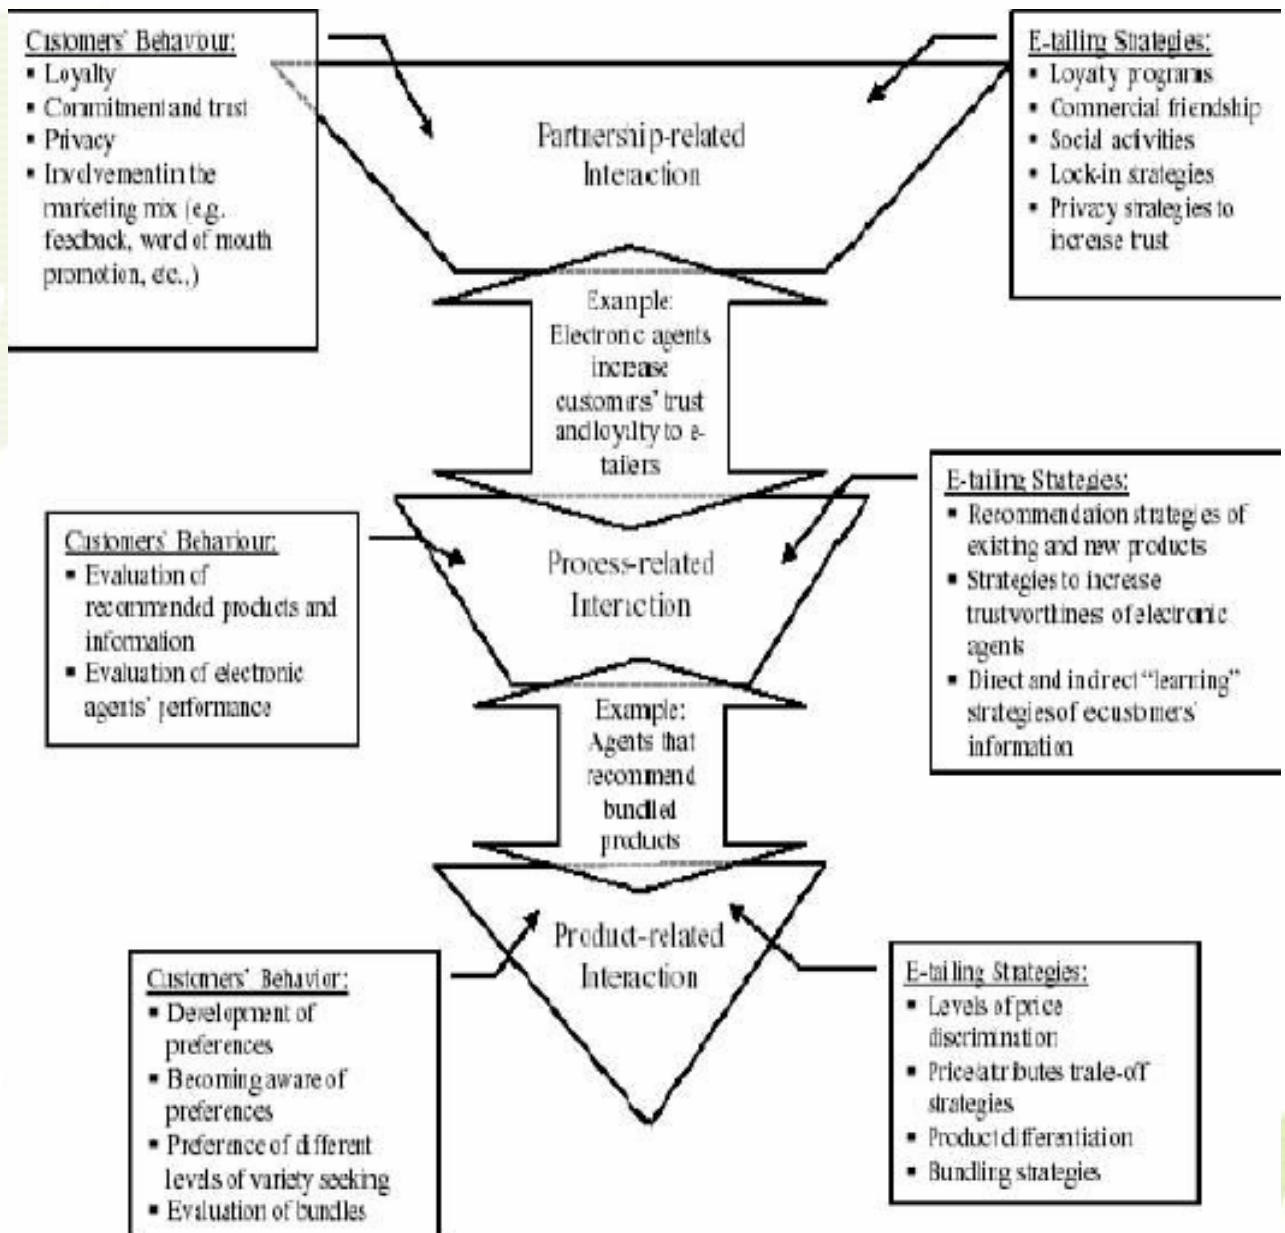 Customers' Behaviour:
▪ Loyalty
▪ Commitment and trust
▪ Privacy
▪ Involvement in the
marketing mix (e.g.
feedback, word of mouth
promotion, etc.,)
E-tailing Strategies:
▪ Loyalty programs
▪ Commercial friendship
▪ Social activities
▪ Lock-in strategies
▪ Privacy strategies to
increase trust
Partnership-related
Interaction
Example:
Electronic agents
increase
customers' trust
and loyilty to e-
tailers
Customers' Behaviour:
▪ Evaluation of
recommended products and
information
▪ Evaluation of electronic
agents' performance
Process-related
Interaction
E-tailing Strategies:
▪ Recommendation strategies of
existing and new products
▪ Strategies to increase
trustworthiness of electronic
agents
▪ Direct and indirect "learning"
strategies of ecustomers'
information
Example:
Agents that
recommend
bundled
products
Product-related
Interaction
Customers' Behavior:
▪ Development of
preferences
▪ Becoming aware of
preferences
▪ Preference of different
levels of variety seeking
▪ Evaluation of bundles
E-tailing Strategies:
▪ Levels of price
discrimination
▪ Price/attributes trade-off
strategies
▪ Product differentiation
▪ Bundling strategies